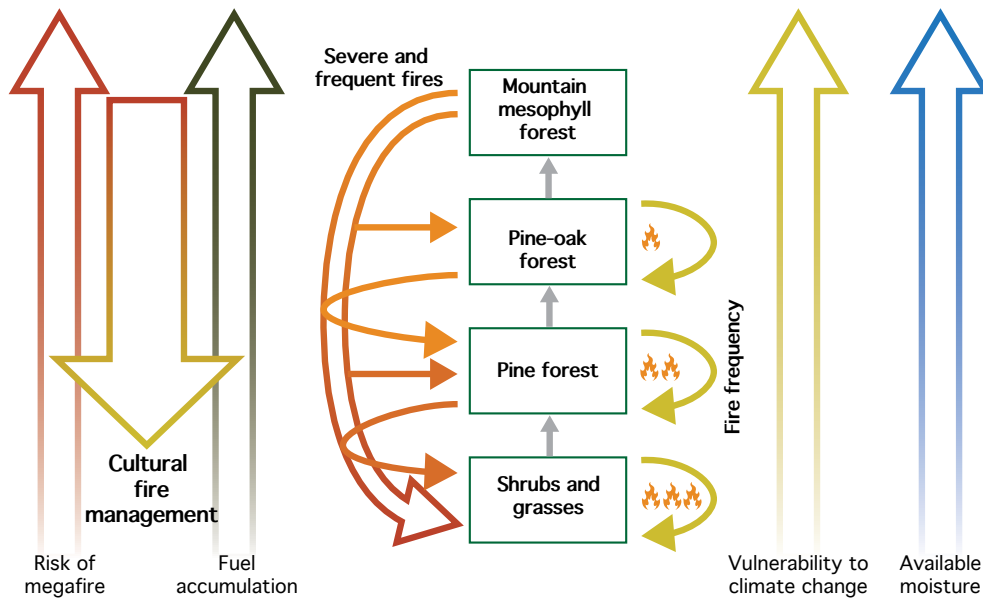 Severe and
frequent fires
Mountain
mesophyll
forest
Pine-oak
forest
Pine forest
Shrubs and
grasses
Fire frequency
Cultural
fire
management
Risk of
megafire
Fuel
accumulation
Vulnerability to
climate change
Available
moisture